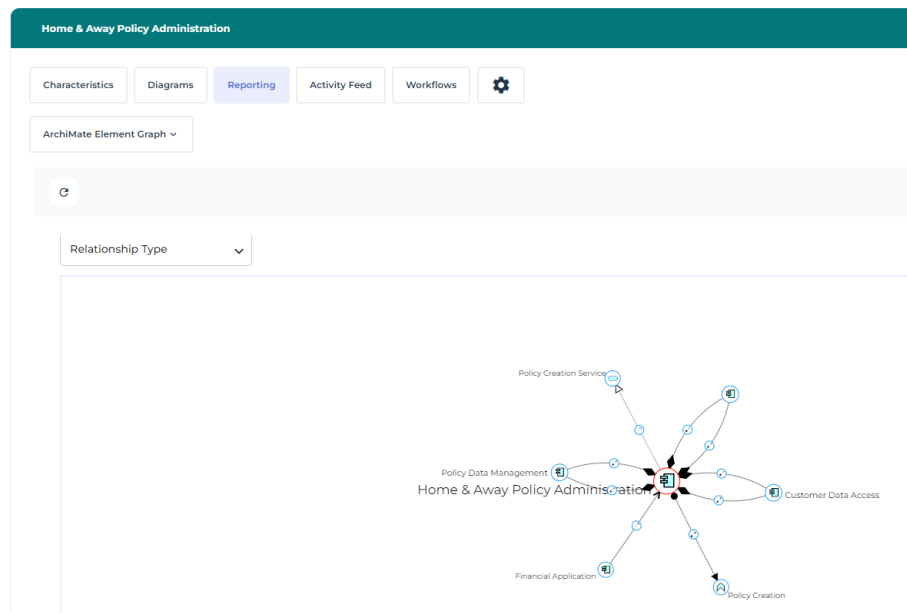 Home & Away Policy Administration
Characteristics
Diagrams
Reporting
Activity Feed
Workflows
ArchiMate Element Graph
Relationship Type
Policy Creation Service
Policy Data Management
Home & Away Policy Administration
Customer Data Access
Financial Application
Policy Creation